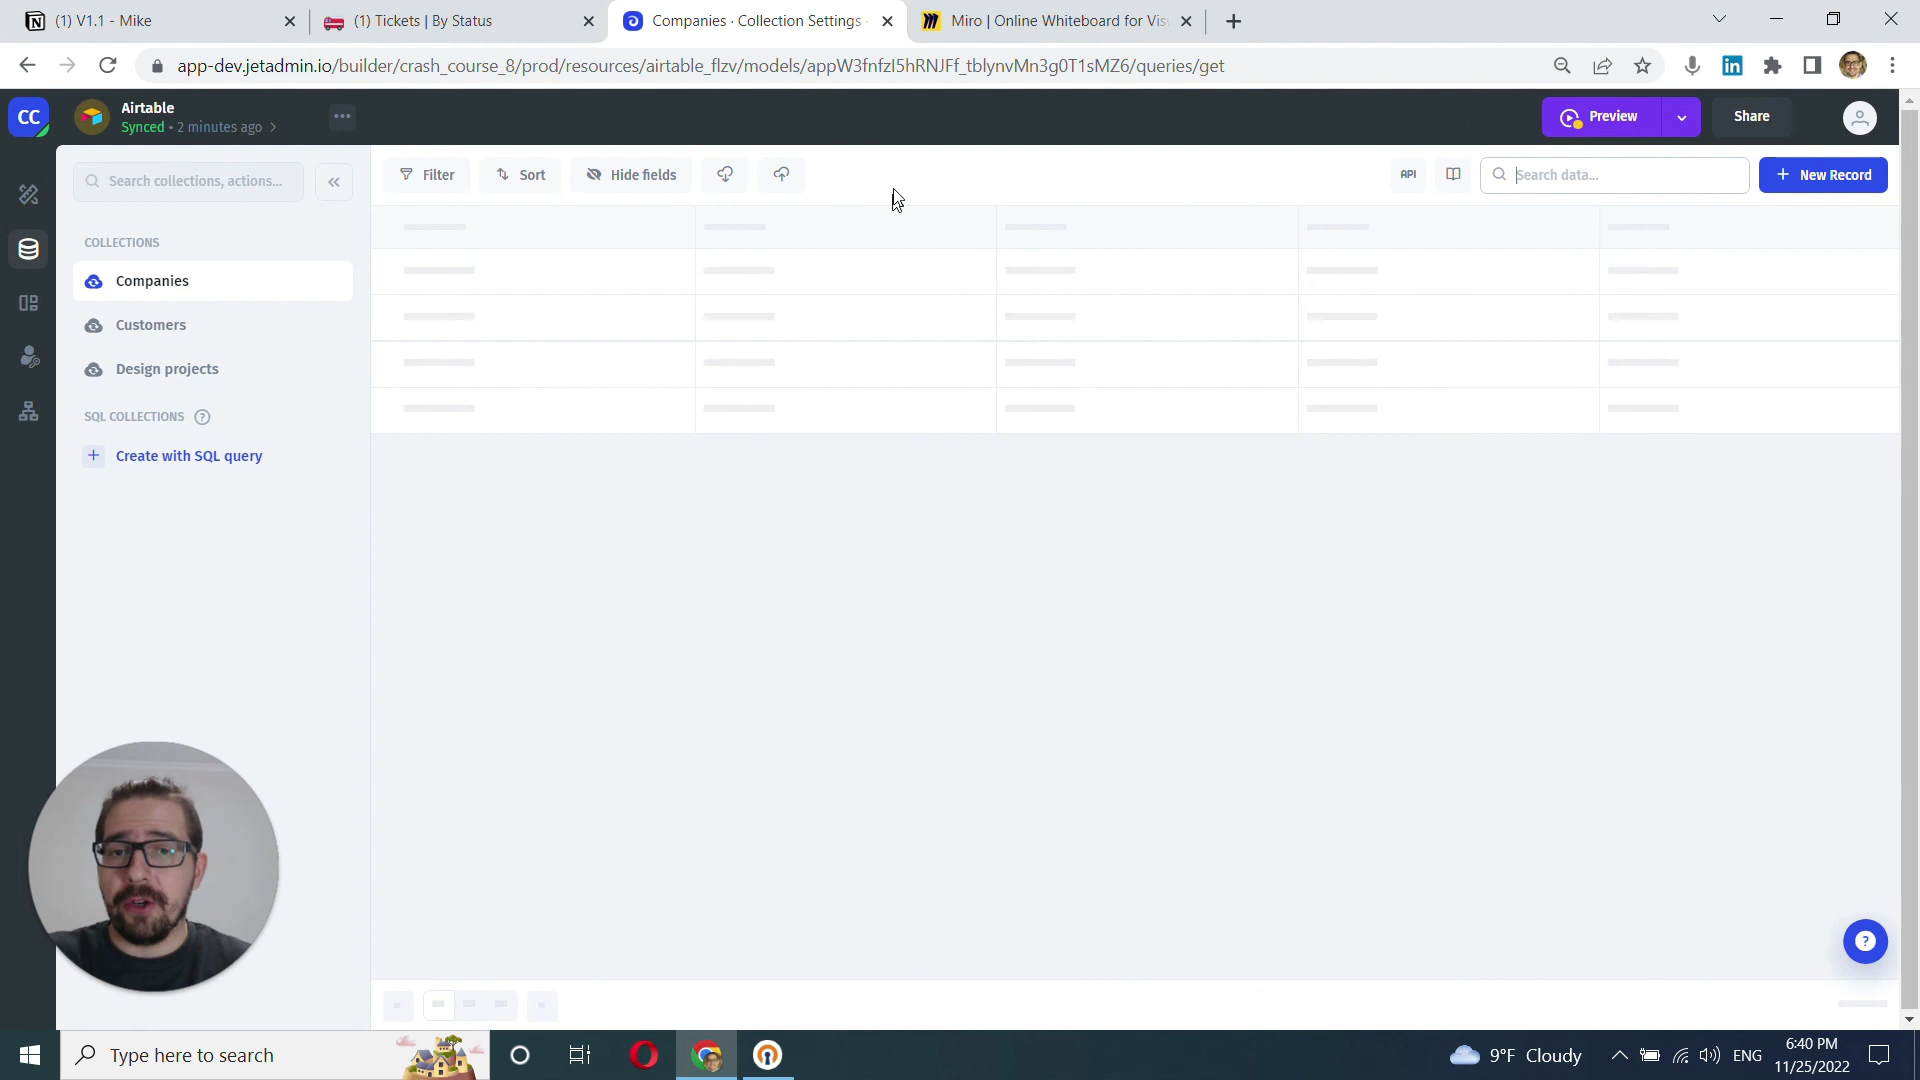 (1) V1.1 - Mike
(1) Tickets | By Status
Companies · Collection Settings ·
Miro | Online Whiteboard for Vis
app-dev.jetadmin.io/builder/crash_course_8/prod/resources/airtable_flzv/models/appW3fnfzI5hRNJFf_tblynvMn3g0T1sMZ6/queries/get
CC
Airtable
Synced • 2 minutes ago
Preview
Share
Search collections, actions...
Filter
Sort
Hide fields
API
Search data...
New Record
COLLECTIONS
Companies
Customers
Design projects
SQL COLLECTIONS ?
Create with SQL query
?
Type here to search
9°F Cloudy
ENG
6:40 PM
11/25/2022